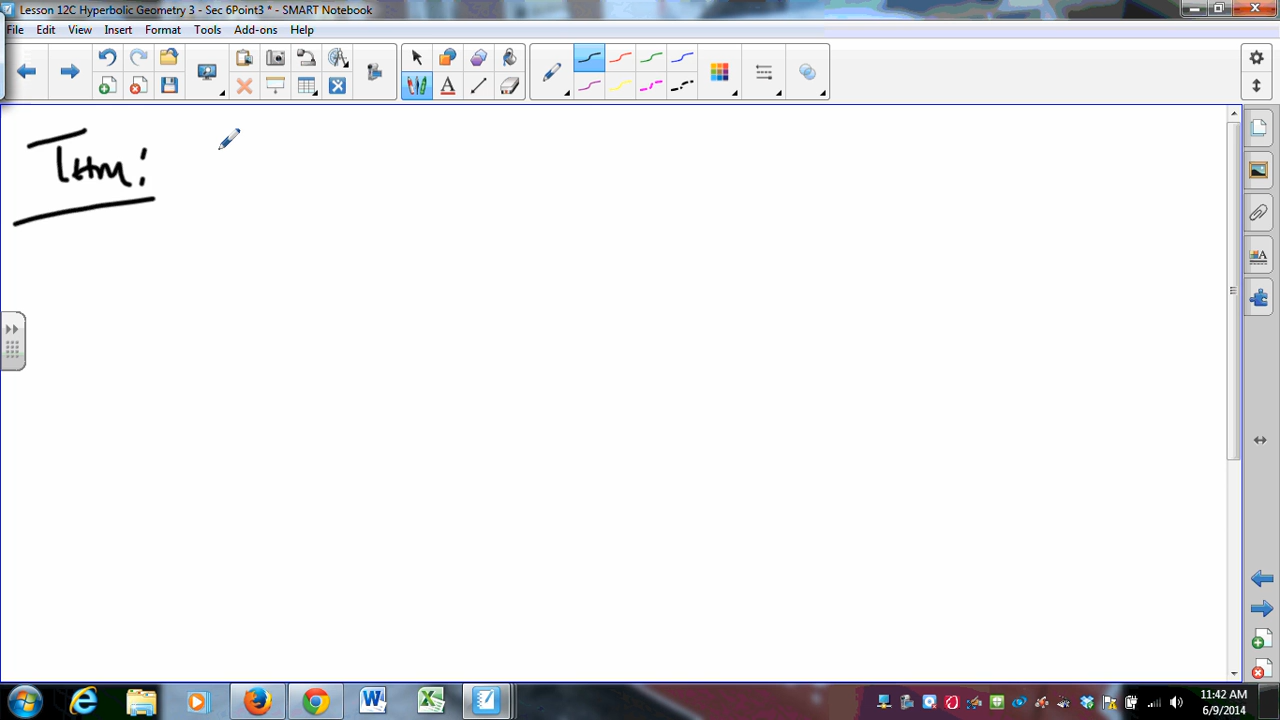 Lesson 12C Hyperbolic Geometry 3 - Sec 6Point3 * - SMART Notebook
File Edit View Insert Format Tools Add-ons Help
THm:
11:42 AM
6/9/2014